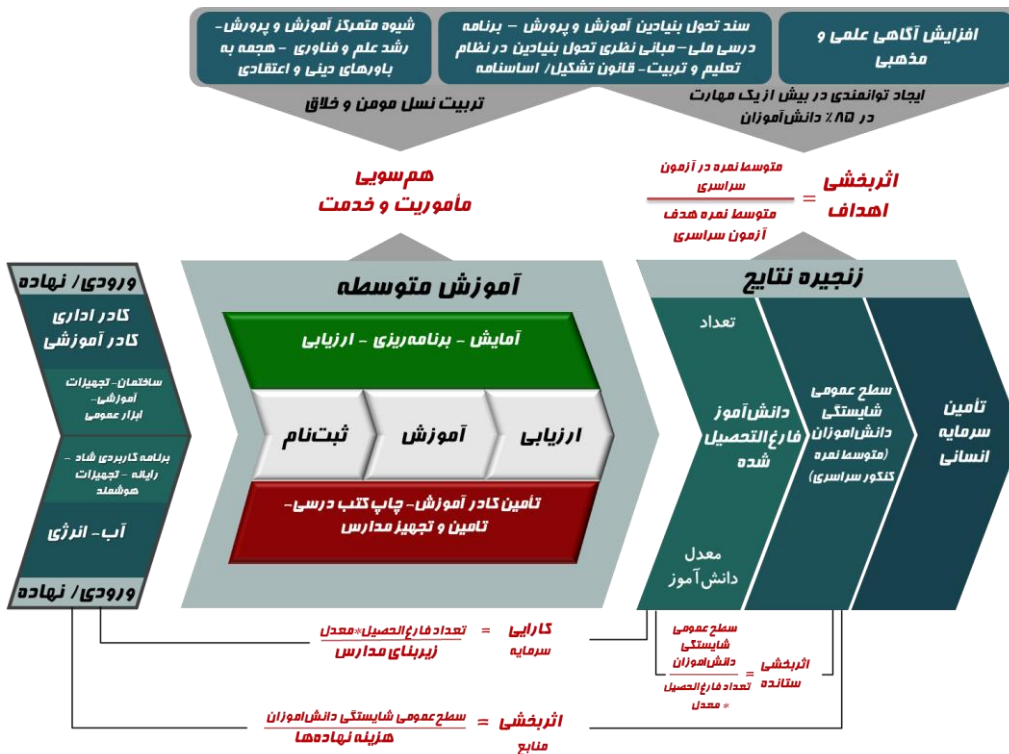 افزایش آگاهی علمی و
مذهبی
سند تحول بنیادین آموزش و پرورش – برنامه
درسی ملی– مبانی نظری تحول بنیادین در نظام
تعلیم و تربیت- قانون تشکیل/ اساسنامه
شیوه متمرکز آموزش و پرورش-
رشد علم و فناوری - هجمه به
باورهای دینی و اعتقادی
ایجاد توانمندی در بیش از یک مهارت
در ۸۵٪ دانش‌آموزان
تربیت نسل مومن و خلاق
اثربخشی
اهداف
=
متوسط نمره در آزمون
سراسری
متوسط نمره هدف
آزمون سراسری
هم‌سویی
مأموریت و خدمت
ورودی/ نهاده
کادر اداری
کادر آموزشی
ساختمان- تجهیزات
آموزشی-
ابزار عمومی
برنامه کاربردی شاد -
رایانه - تجهیزات
هوشمند
آب- انرژی
ورودی/ نهاده
آموزش متوسطه
آمایش - برنامه‌ریزی - ارزیابی
ثبت‌نام
آموزش
ارزیابی
تأمین کادر آموزش- چاپ کتب درسی-
تامین و تجهیز مدارس
زنجیره نتایج
تعداد
دانش‌آموز
فارغ‌التحصیل
شده
معدل
دانش‌آموز
سطح عمومی
شایستگی
دانش‌اموزان
(متوسط نمره
کنکور سراسری)
تأمین
سرمایه
انسانی
کارایی
سرمایه
=
تعداد فارغ‌الحصیل*معدل
زیربنای مدارس
اثربخشی
ستانده
=
سطح عمومی
شایستگی
دانش‌اموزان
تعداد فارغ‌الحصیل
* معدل
اثربخشی
منابع
=
سطح عمومی شایستگی دانش‌اموزان
هزینه نهاده‌ها